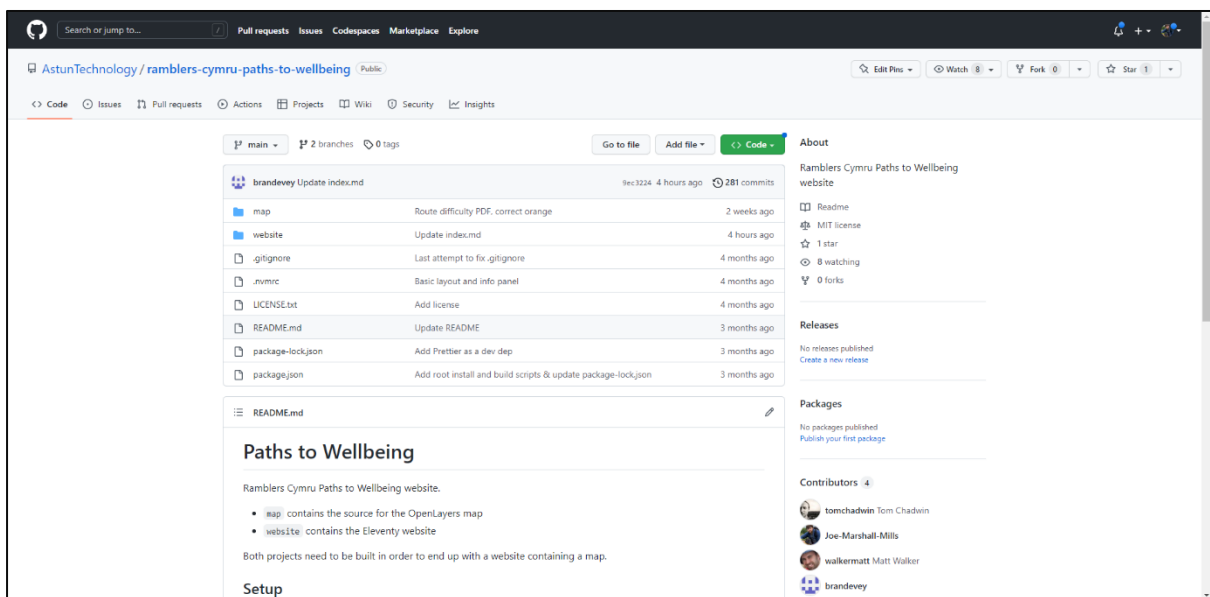 Search or jump to... / Pull requests Issues Codespaces Marketplace Explore
AstunTechnology / ramblers-cymru-paths-to-wellbeing Public
Edit Pins Watch 8 Fork 0 Star 1
Code Issues Pull requests Actions Projects Wiki Security Insights
main 2 branches 0 tags
Go to file Add file Code
brandevey Update index.md 9ec3224 4 hours ago 281 commits
map Route difficulty PDF. correct orange 2 weeks ago
website Update index.md 4 hours ago
.gitignore Last attempt to fix .gitignore 4 months ago
.nvmrc Basic layout and info panel 4 months ago
LICENSE.txt Add license 4 months ago
README.md Update README 3 months ago
package-lock.json Add Prettier as a dev dep 3 months ago
package.json Add root install and build scripts & update package-lock.json 3 months ago
README.md
Paths to Wellbeing
Ramblers Cymru Paths to Wellbeing website.
map contains the source for the OpenLayers map
website contains the Eleventy website
Both projects need to be built in order to end up with a website containing a map.
Setup
About
Ramblers Cymru Paths to Wellbeing
website
Readme
MIT license
1 star
8 watching
0 forks
Releases
No releases published
Create a new release
Packages
No packages published
Publish your first package
Contributors 4
tomchadwin Tom Chadwin
Joe-Marshall-Mills
walkermatt Matt Walker
brandevey